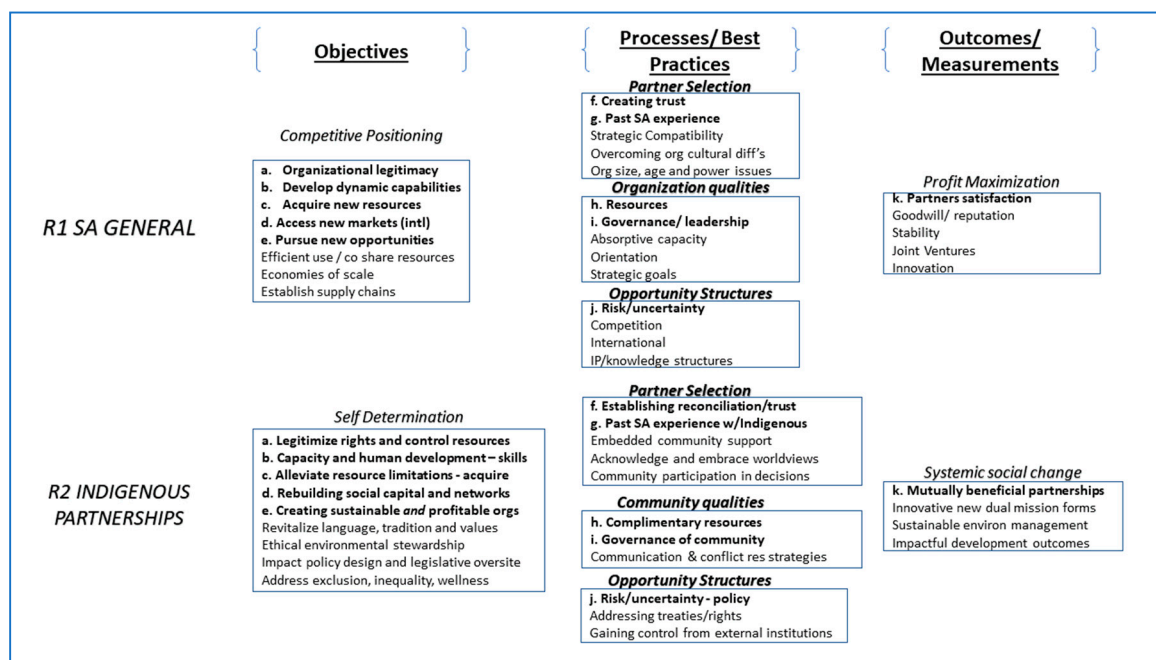 Objectives
Processes/ Best
Practices
Outcomes/
Measurements
R1 SA GENERAL
Competitive Positioning
a. Organizational legitimacy
b. Develop dynamic capabilities
c. Acquire new resources
d. Access new markets (intl)
e. Pursue new opportunities
Efficient use / co share resources
Economies of scale
Establish supply chains
Partner Selection
f. Creating trust
g. Past SA experience
Strategic Compatibility
Overcoming org cultural diff's
Org size, age and power issues
Organization qualities
h. Resources
i. Governance/ leadership
Absorptive capacity
Orientation
Strategic goals
Opportunity Structures
j. Risk/uncertainty
Competition
International
IP/knowledge structures
Profit Maximization
k. Partners satisfaction
Goodwill/ reputation
Stability
Joint Ventures
Innovation
R2 INDIGENOUS
PARTNERSHIPS
Self Determination
a. Legitimize rights and control resources
b. Capacity and human development – skills
c. Alleviate resource limitations - acquire
d. Rebuilding social capital and networks
e. Creating sustainable and profitable orgs
Revitalize language, tradition and values
Ethical environmental stewardship
Impact policy design and legislative oversite
Address exclusion, inequality, wellness
Partner Selection
f. Establishing reconciliation/trust
g. Past SA experience w/Indigenous
Embedded community support
Acknowledge and embrace worldviews
Community participation in decisions
Community qualities
h. Complimentary resources
i. Governance of community
Communication & conflict res strategies
Opportunity Structures
j. Risk/uncertainty - policy
Addressing treaties/rights
Gaining control from external institutions
Systemic social change
k. Mutually beneficial partnerships
Innovative new dual mission forms
Sustainable environ management
Impactful development outcomes